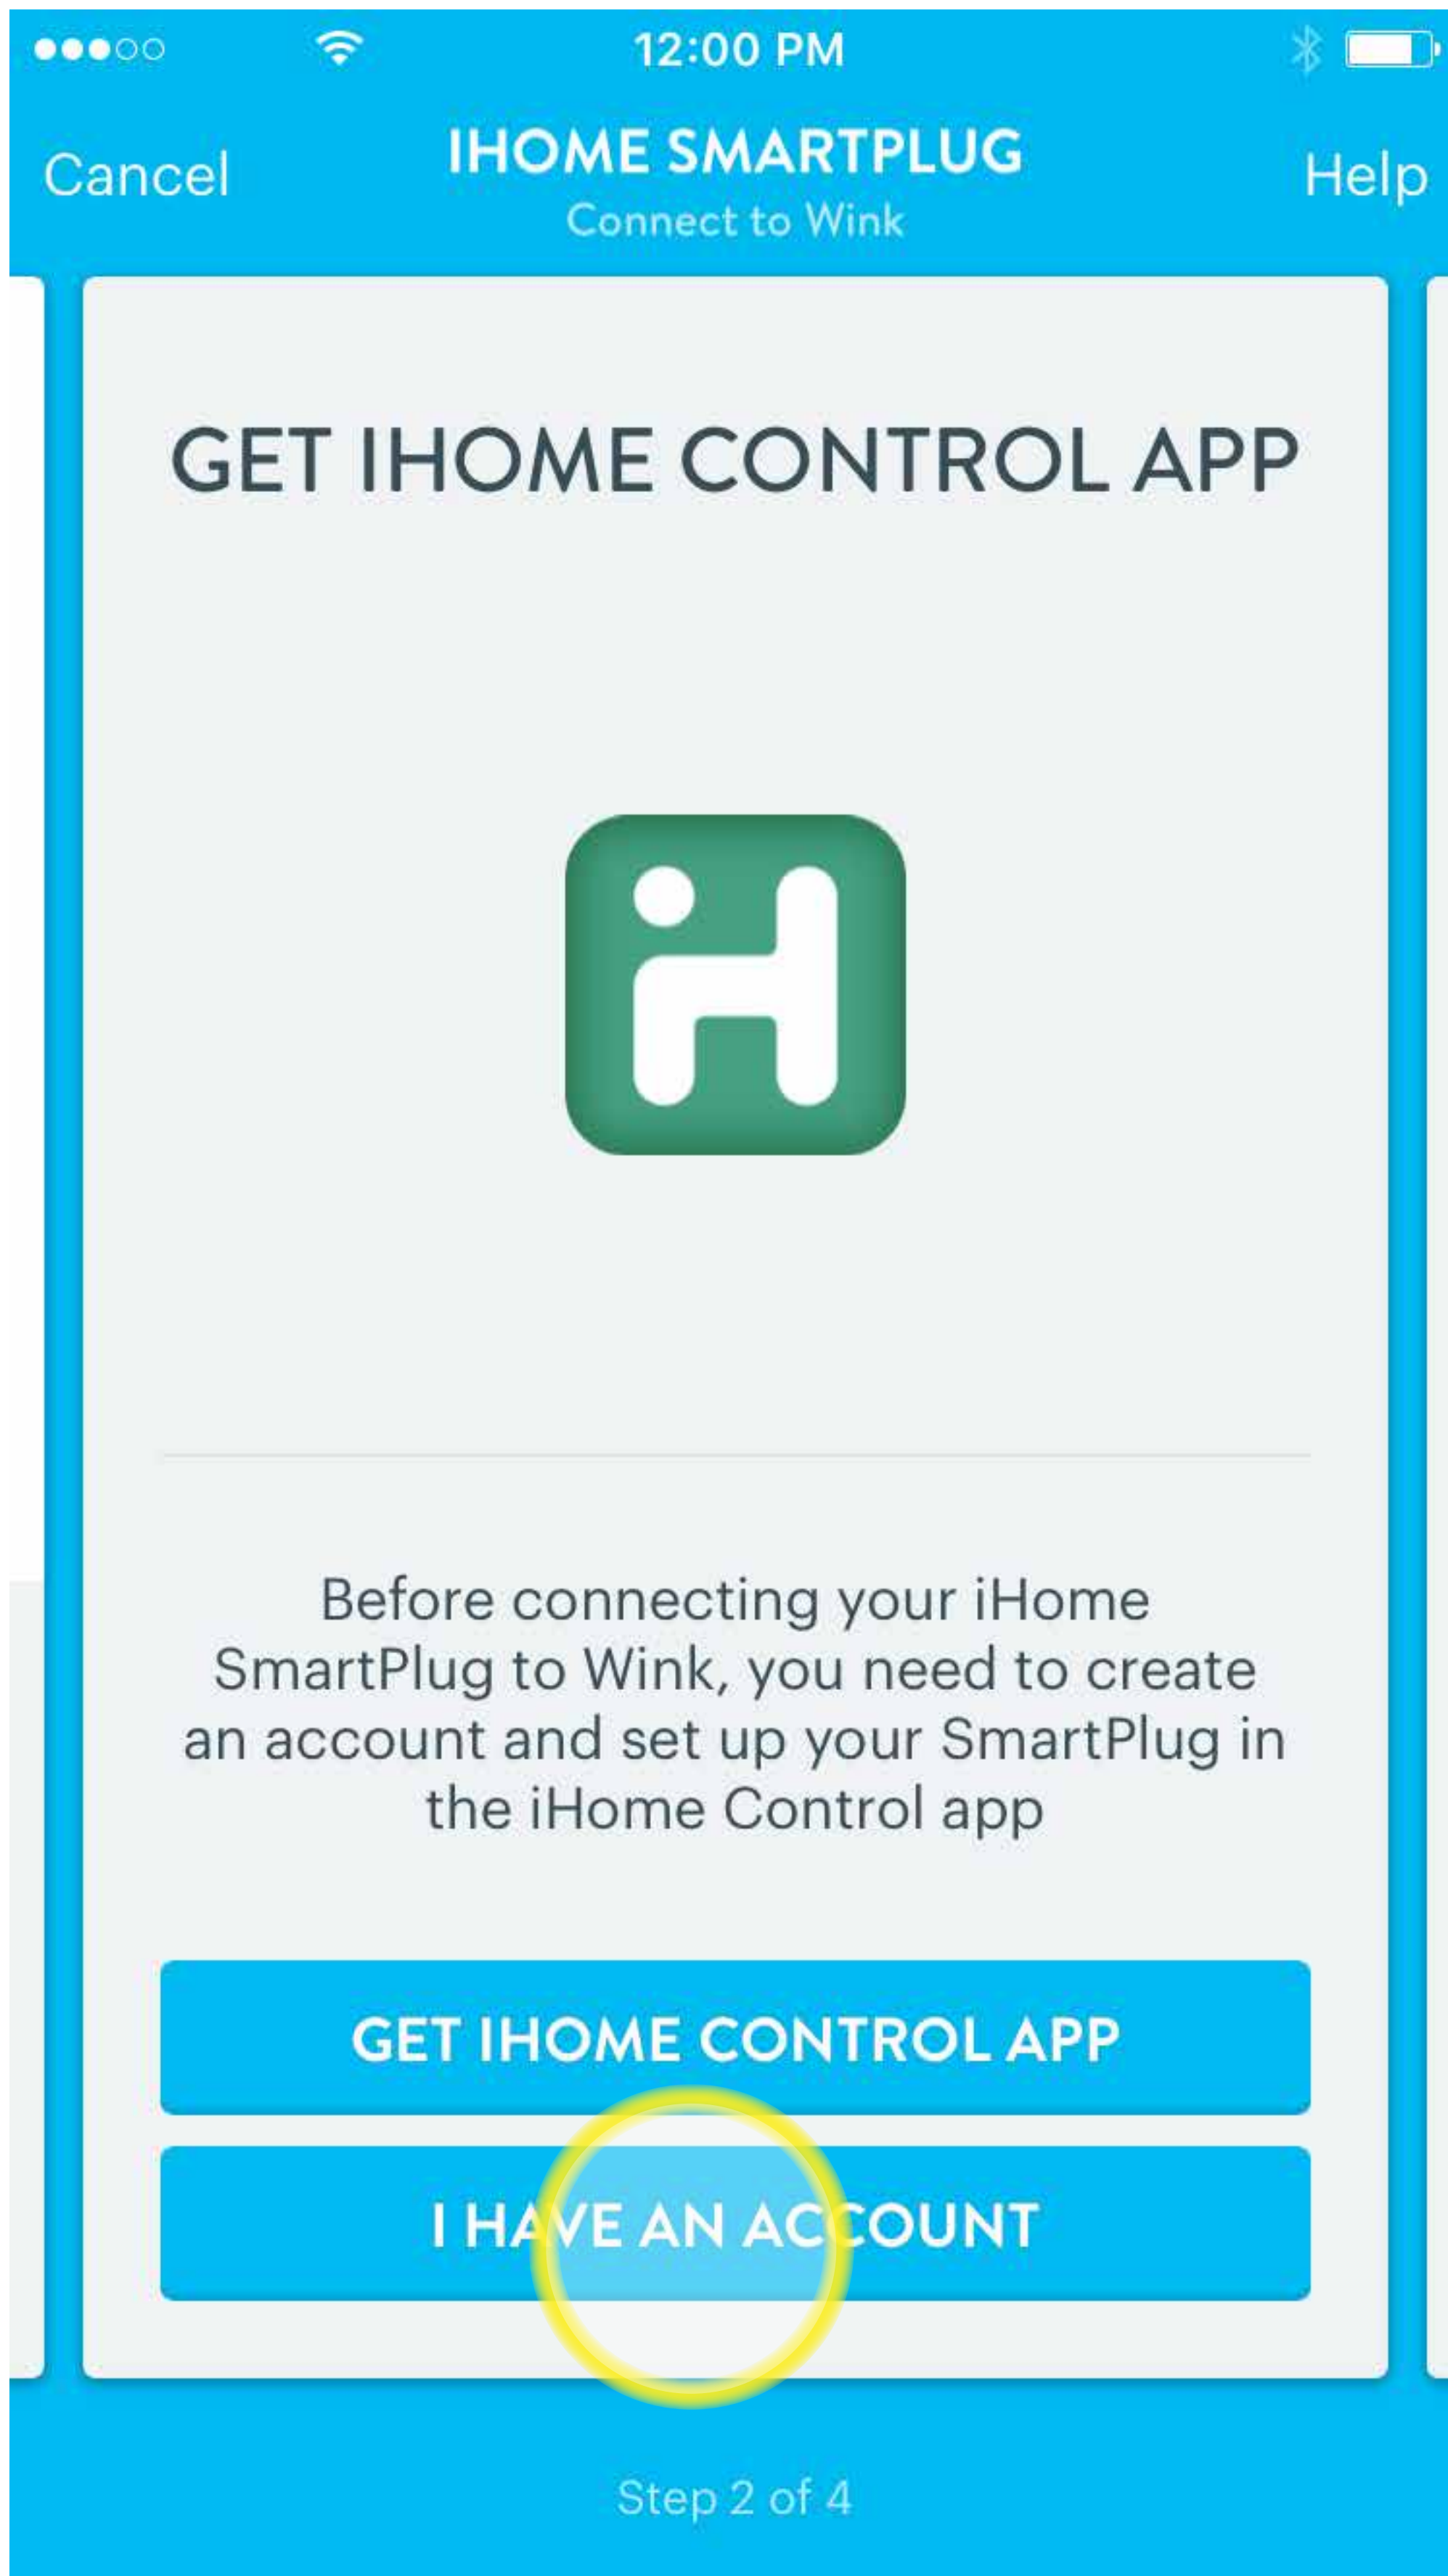 12:00 PM
Cancel
IHOME SMARTPLUG
Help
Connect to Wink
GET IHOME CONTROL APP
iH
Before connecting your iHome
SmartPlug to Wink, you need to create
an account and set up your SmartPlug in
the iHome Control app
GET IHOME CONTROL APP
I HAVE AN ACCOUNT
Step 2 of 4